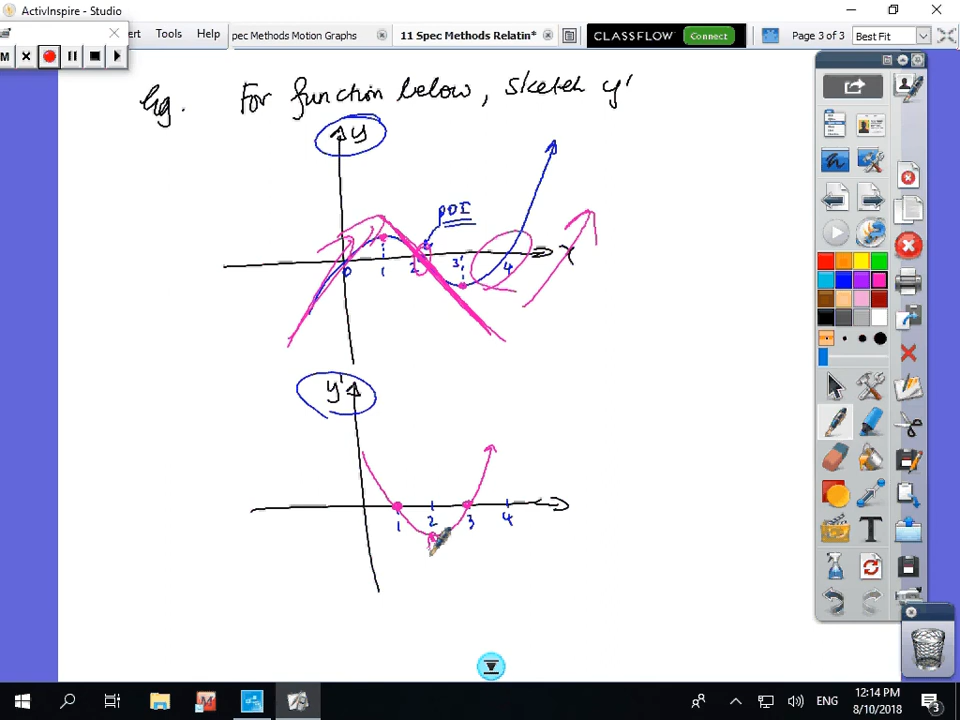 ActivInspire - Studio
M
ert Tools Help pec Methods Motion Graphs 11 Spec Methods Relatin* CLASSFLOW Connect Page 3 of 3 Best Fit
Eg. For function below, sketch y'
y
POI
0 1 2 3 4 x
y'
1 2 3 4
T
ENG 12:14 PM
8/10/2018
3